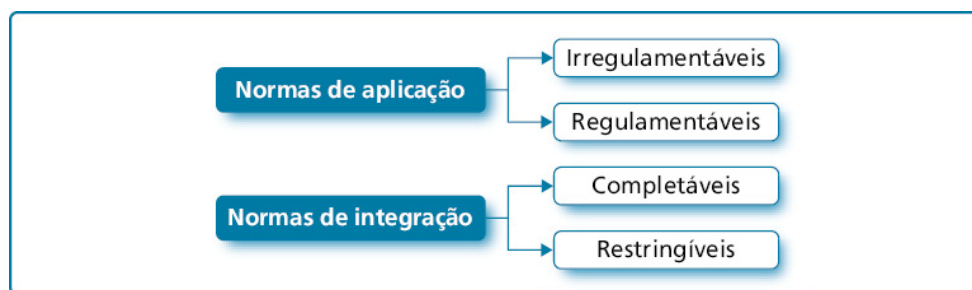 Normas de aplicação
Irregulamentáveis
Regulamentáveis
Normas de integração
Completáveis
Restringíveis